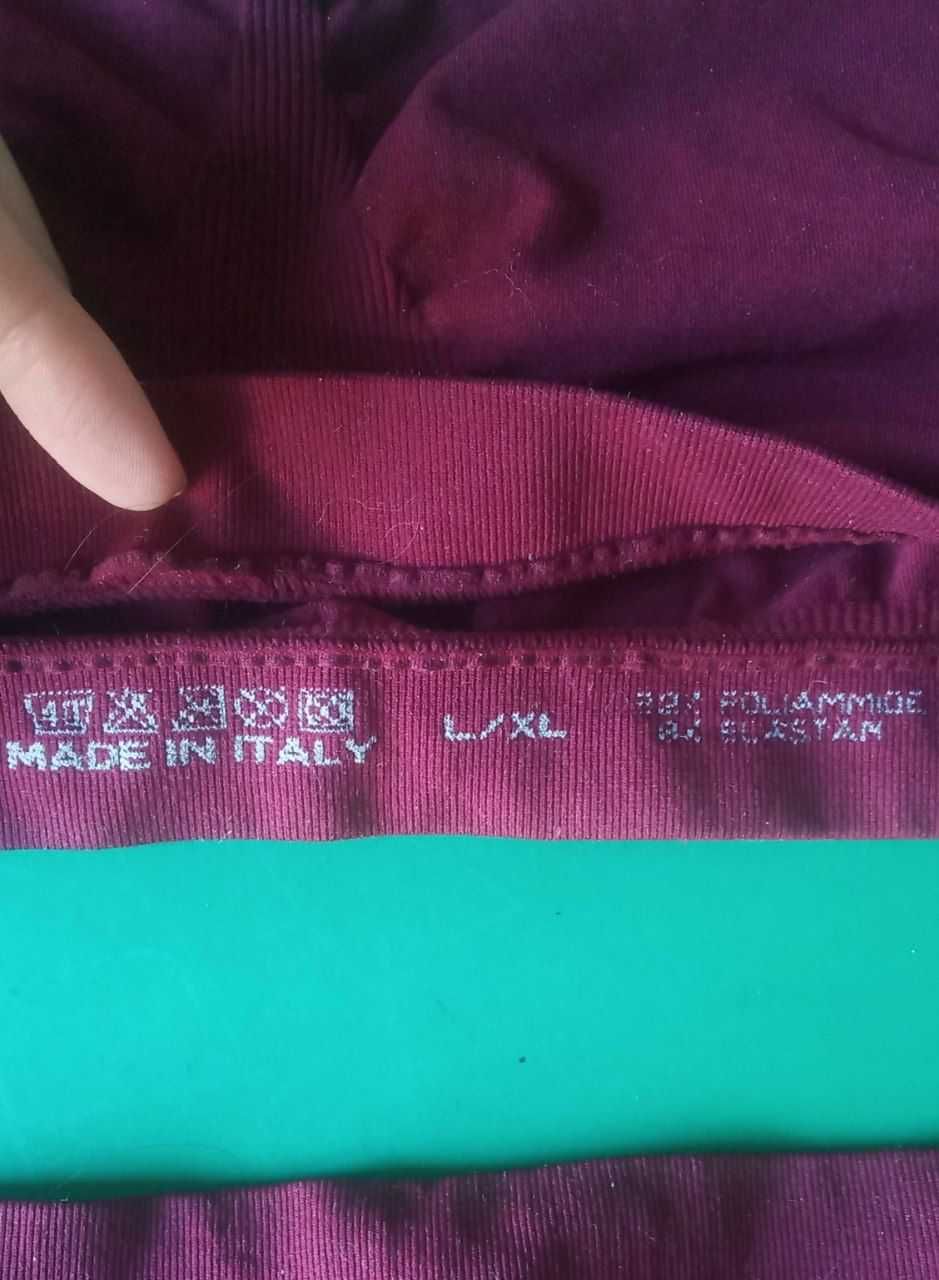 MADE IN ITALY
L/XL
POLIAMMIDE
ELASTAN